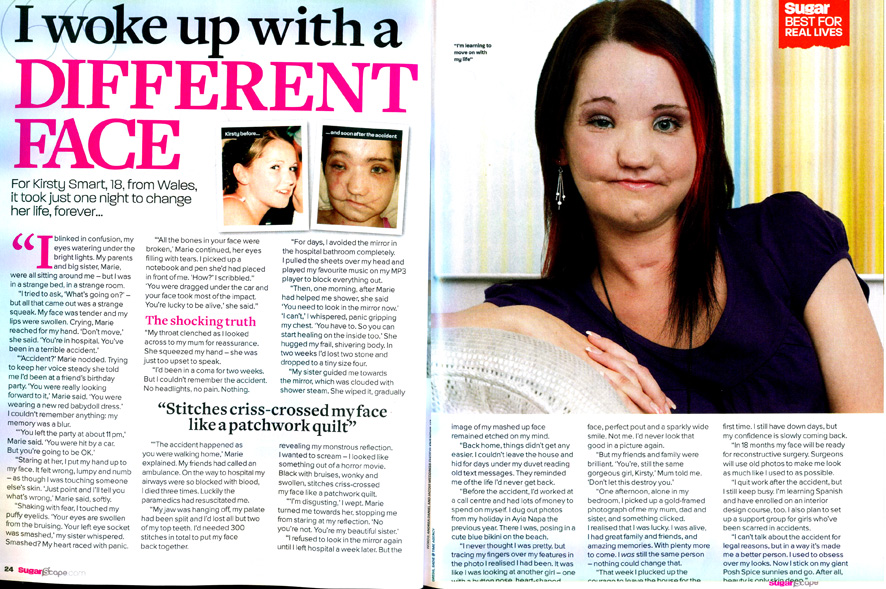 I woke up with a
DIFFERENT
FACE
For Kirsty Smart, 18, from Wales,
it took just one night to change
her life, forever...
Kirsty before...
... and soon after the accident
“I blinked in confusion, my
eyes watering under the
bright lights. My parents
and big sister, Marie,
were all sitting around me – but I was
in a strange bed, in a strange room.
“I tried to ask, ‘What's going on?’ –
but all that came out was a strange
squeak. My face was tender and my
lips were swollen. Crying, Marie
reached for my hand. ‘Don't move,’
she said. ‘You're in hospital. You've
been in a terrible accident.’
“Accident?’ Marie nodded. Trying
to keep her voice steady she told
me I'd been at a friend's birthday
party. ‘You were really looking
forward to it,’ Marie said. ‘You were
wearing a new red babydoll dress.’
I couldn't remember anything: my
memory was a blur.
“‘You left the party at about 11pm,’
Marie said. ‘You were hit by a car.
But you're going to be OK.’
“Staring at her, I put my hand up to
my face. It felt wrong, lumpy and numb
– as though I was touching someone
else's skin. ‘Just point and I'll tell you
what's wrong,’ Marie said, softly.
“Shaking with fear, I touched my
puffy eyelids. ‘Your eyes are swollen
from the bruising. Your left eye socket
was smashed,’ my sister whispered.
Smashed? My heart raced with panic.
“‘All the bones in your face were
broken,’ Marie continued, her eyes
filling with tears. I picked up a
notebook and pen she'd placed
in front of me. ‘How?’ I scribbled.”
‘You were dragged under the car and
your face took most of the impact.
You're lucky to be alive,’ she said.”
The shocking truth
“My throat clenched as I looked
across to my mum for reassurance.
She squeezed my hand – she was
just too upset to speak.
“I'd been in a coma for two weeks.
But I couldn't remember the accident.
No headlights, no pain. Nothing.
“Stitches criss-crossed my face
like a patchwork quilt”
“‘The accident happened as
you were walking home,’ Marie
explained. My friends had called an
ambulance. On the way to hospital my
airways were so blocked with blood,
I died three times. Luckily the
paramedics had resuscitated me.
“My jaw was hanging off, my palate
had been split and I'd lost all but two
of my top teeth. I'd needed 300
stitches in total to put my face
back together.
“For days, I avoided the mirror in
the hospital bathroom completely.
I pulled the sheets over my head and
played my favourite music on my MP3
player to block everything out.
“Then, one morning, after Marie
had helped me shower, she said
‘You need to look in the mirror now.’
‘I can't,’ I whispered, panic gripping
my chest. ‘You have to. So you can
start healing on the inside too.’ She
hugged my frail, shivering body. In
two weeks I'd lost two stone and
dropped to a tiny size four.
“My sister guided me towards
the mirror, which was clouded with
shower steam. She wiped it, gradually
revealing my monstrous reflection.
I wanted to scream – I looked like
something out of a horror movie.
Black with bruises, wonky and
swollen, stitches criss-crossed
my face like a patchwork quilt.
“‘I'm disgusting,’ I wept. Marie
turned me towards her, stopping me
from staring at my reflection. ‘No
you're not. You're my beautiful sister.’
“I refused to look in the mirror again
until I left hospital a week later. But the
24 Sugarscape.com
“I'm learning to
move on with
my life”
Sugar
BEST FOR
REAL LIVES
image of my mashed up face
remained etched on my mind.
“Back home, things didn't get any
easier. I couldn't leave the house and
hid for days under my duvet reading
old text messages. They reminded
me of the life I'd never get back.
“Before the accident, I'd worked at
a call centre and had lots of money to
spend on myself. I dug out photos
from my holiday in Ayia Napa the
previous year. There I was, posing in a
cute blue bikini on the beach.
“I never thought I was pretty, but
tracing my fingers over my features in
the photo I realised I had been. It was
like I was looking at another girl – one
with a button nose, heart-shaped
face, perfect pout and a sparkly wide
smile. Not me. I'd never look that
good in a picture again.
“But my friends and family were
brilliant. ‘You're, still the same
gorgeous girl, Kirsty,’ Mum told me.
‘Don't let this destroy you.’
“One afternoon, alone in my
bedroom, I picked up a gold-framed
photograph of me my mum, dad and
sister, and something clicked.
I realised that I was lucky. I was alive,
I had great family and friends, and
amazing memories. With plenty more
to come. I was still the same person
– nothing could change that.
“That week I plucked up the
courage to leave the house for the
first time. I still have down days, but
my confidence is slowly coming back.
“In 18 months my face will be ready
for reconstructive surgery. Surgeons
will use old photos to make me look
as much like I used to as possible.
“I quit work after the accident, but
I still keep busy. I'm learning Spanish
and have enrolled on an interior
design course, too. I also plan to set
up a support group for girls who've
been scarred in accidents.
“I can't talk about the accident for
legal reasons, but in a way it's made
me a better person. I used to obsess
over my looks. Now I stick on my giant
Posh Spice sunnies and go. After all,
beauty is only skin deep.”
Sugarscape